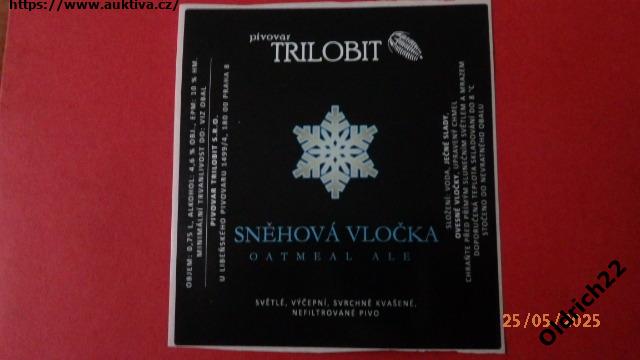 https://www.auktiva.cz/
pivovar
TRILOBIT
OBJEM: 0,75 L, ALKOHOL: 4,6 % OBJ., EPM: 10 % HM.
MINIMÁLNÍ TRVANLIVOST DO: VIZ OBAL
PIVOVAR TRILOBIT S.R.O.
U LIBEŇSKÉHO PIVOVARU 1499/4, 180 00 PRAHA 8
SNĚHOVÁ VLOČKA
OATMEAL ALE
SVĚTLÉ, VÝČEPNÍ, SVRCHNĚ KVAŠENÉ,
NEFILTROVANÉ PIVO
SLOŽENÍ: VODA, JEČNÉ SLADY,
OVESNÉ VLOČKY, UPRAVENÝ CHMEL
CHRAŇTE PŘED PŘÍMÝM SLUNEČNÍM SVĚTLEM A MRAZEM
DOPORUČENÁ TEPLOTA SKLADOVÁNÍ DO 8 °C
STOČENO DO NEVRATNÉHO OBALU
25/05/2025
Oldrich22